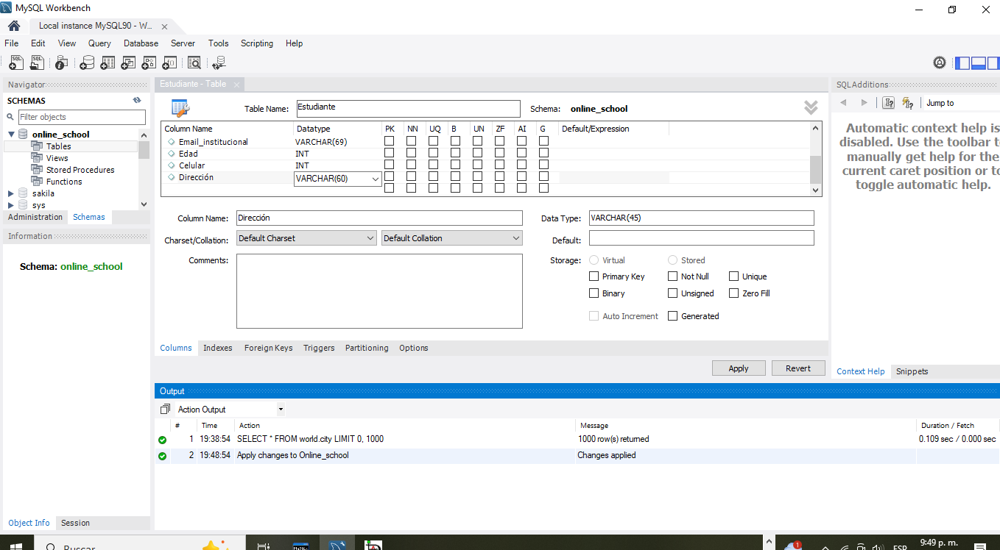 MySQL Workbench
Local instance MySQL90 - W...
File Edit View Query Database Server Tools Scripting Help
Navigator
SCHEMAS
Filter objects
online_school
Tables
Views
Stored Procedures
Functions
sakila
sys
Administration Schemas
Information
Schema: online_school
Object Info Session
Estudiante - Table
Table Name: Estudiante Schema: online_school
Column Name Datatype PK NN UQ B UN ZF AI G Default/Expression
Email_institucional VARCHAR(69)
Edad INT
Celular INT
Dirección VARCHAR(60)
Column Name: Dirección Data Type: VARCHAR(45)
Charset/Collation: Default Charset Default Collation Default:
Comments: Storage: Virtual Stored
Primary Key Not Null Unique
Binary Unsigned Zero Fill
Auto Increment Generated
Columns Indexes Foreign Keys Triggers Partitioning Options
Apply Revert
SQLAdditions
Jump to
Automatic context help is
disabled. Use the toolbar to
manually get help for the
current caret position or to
toggle automatic help.
Context Help Snippets
Output
Action Output
# Time Action Message Duration / Fetch
1 19:38:54 SELECT * FROM world.city LIMIT 0, 1000 1000 row(s) returned 0.109 sec / 0.000 sec
2 19:48:54 Apply changes to Online_school Changes applied
Buscar
MySQL
1
ESP
9:49 p. m.